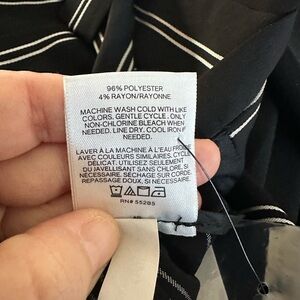 96% POLYESTER
4% RAYON/RAYONNE
MACHINE WASH COLD WITH LIKE
COLORS. GENTLE CYCLE. ONLY
NON-CHLORINE BLEACH WHEN
NEEDED. LINE DRY. COOL IRON IF
NEEDED.
LAVER À LA MACHINE À L'EAU FROIDE
AVEC COULEURS SIMILAIRES. CYCLE
DELICAT. UTILISEZ SEULEMENT
DU JAVELLISANT SANS CHLORE, SI
NÉCESSAIRE. SÉCHAGE SUR CORDE.
REPASSAGE DOUX, SI NÉCESSAIRE.
RN# 55285